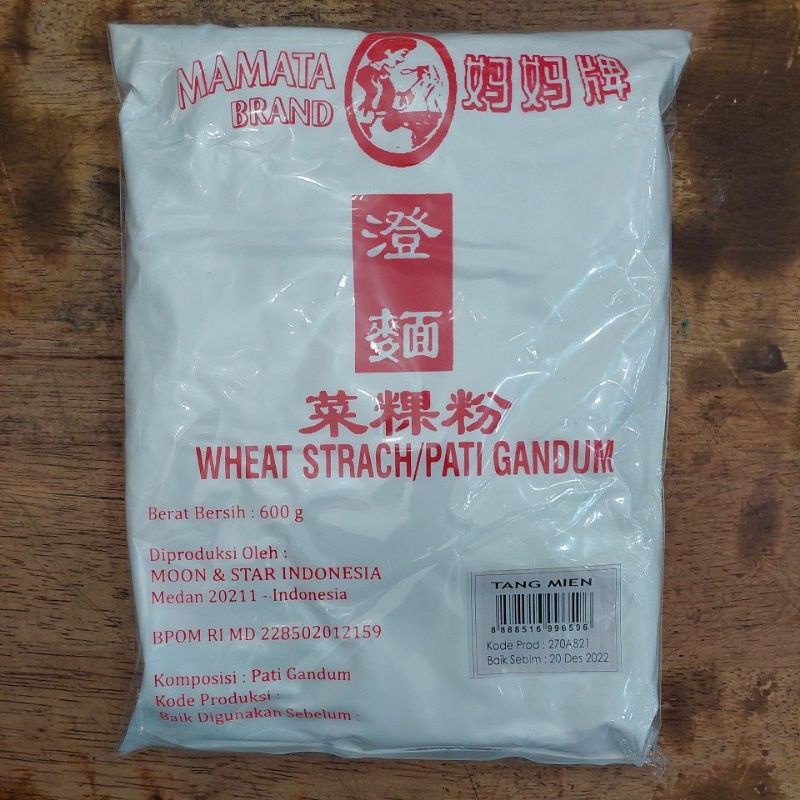 MAMATA
BRAND
妈妈牌
澄
麵
菜粿粉
WHEAT STRACH/PATI GANDUM
Berat Bersih : 600 g
Diproduksi Oleh :
MOON & STAR INDONESIA
Medan 20211 - Indonesia
BPOM RI MD 228502012159
Komposisi : Pati Gandum
Kode Produksi :
Baik Digunakan Sebelum :
TANG MIEN
8 888516 996596
Kode Prod : 270A821
Baik Seblm : 20 Des 2022